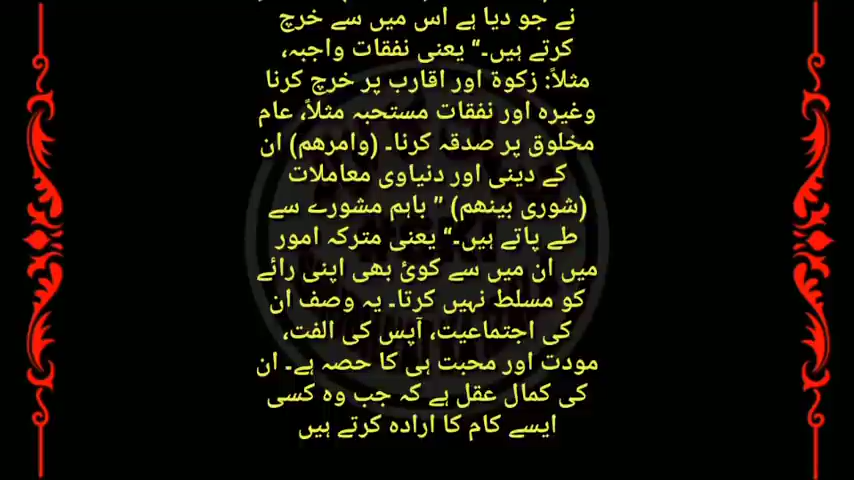 نے جو دیا ہے اس میں سے خرچ
کرتے ہیں۔“ یعنی نفقات واجبہ،
مثلاً: زکوۃ اور اقارب پر خرچ کرنا
وغیرہ اور نفقات مستحبہ مثلاً، عام
مخلوق پر صدقہ کرنا۔ (وامرھم) ان
کے دینی اور دنیاوی معاملات
(شوری بینھم) ” باہم مشورے سے
طے پاتے ہیں۔“ یعنی مترکہ امور
میں ان میں سے کوئ بھی اپنی رائے
کو مسلط نہیں کرتا۔ یہ وصف ان
کی اجتماعیت، آپس کی الفت،
مودت اور محبت ہی کا حصہ ہے۔ ان
کی کمال عقل ہے کہ جب وہ کسی
ایسے کام کا ارادہ کرتے ہیں